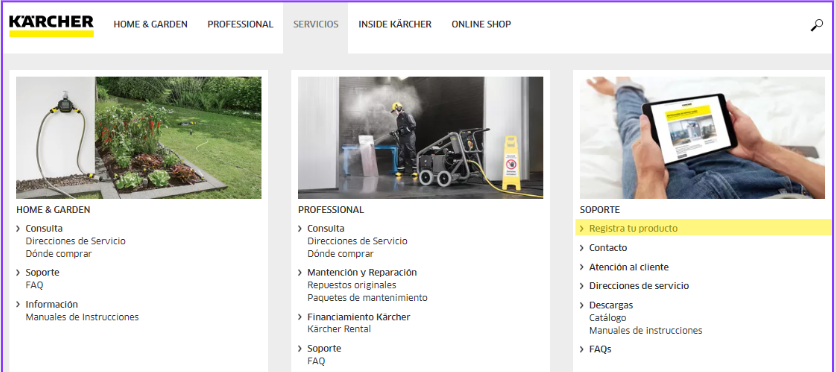 KÄRCHER
HOME & GARDEN
PROFESSIONAL
SERVICIOS
INSIDE KÄRCHER
ONLINE SHOP
HOME & GARDEN
Consulta
Direcciones de Servicio
Dónde comprar
Soporte
FAQ
Información
Manuales de Instrucciones
PROFESSIONAL
Consulta
Direcciones de Servicio
Dónde comprar
Mantención y Reparación
Repuestos originales
Paquetes de mantenimiento
Financiamiento Kärcher
Kärcher Rental
Soporte
FAQ
SOPORTE
Registra tu producto
Contacto
Atención al cliente
Direcciones de servicio
Descargas
Catálogo
Manuales de instrucciones
FAQs